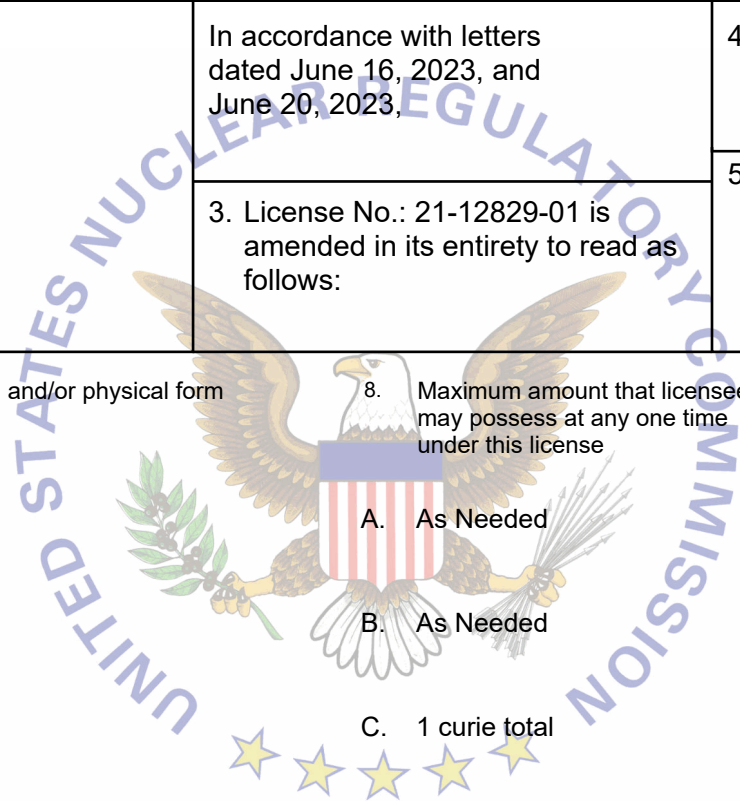 In accordance with letters
dated June 16, 2023, and
June 20, 2023,
4
5
3. License No.: 21-12829-01 is
amended in its entirety to read as
follows:
and/or physical form
8. Maximum amount that licensee
may possess at any one time
under this license
A. As Needed
B. As Needed
C. 1 curie total
UNITED STATES NUCLEAR REGULATORY COMMISSION